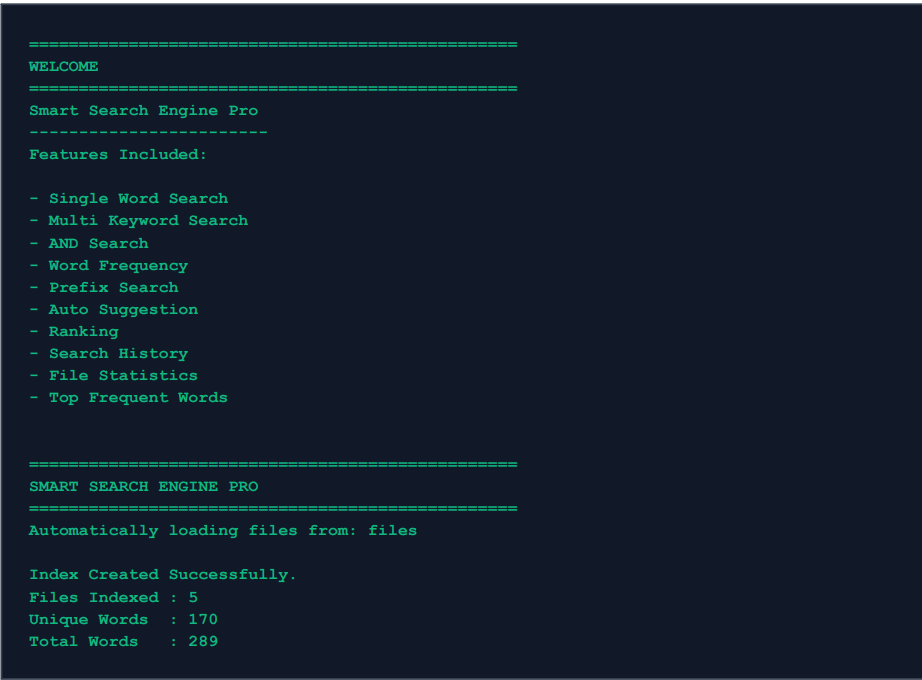 =================================================
WELCOME
=================================================
Smart Search Engine Pro
------------------------
Features Included:
- Single Word Search
- Multi Keyword Search
- AND Search
- Word Frequency
- Prefix Search
- Auto Suggestion
- Ranking
- Search History
- File Statistics
- Top Frequent Words
=================================================
SMART SEARCH ENGINE PRO
=================================================
Automatically loading files from: files
Index Created Successfully.
Files Indexed : 5
Unique Words  : 170
Total Words   : 289